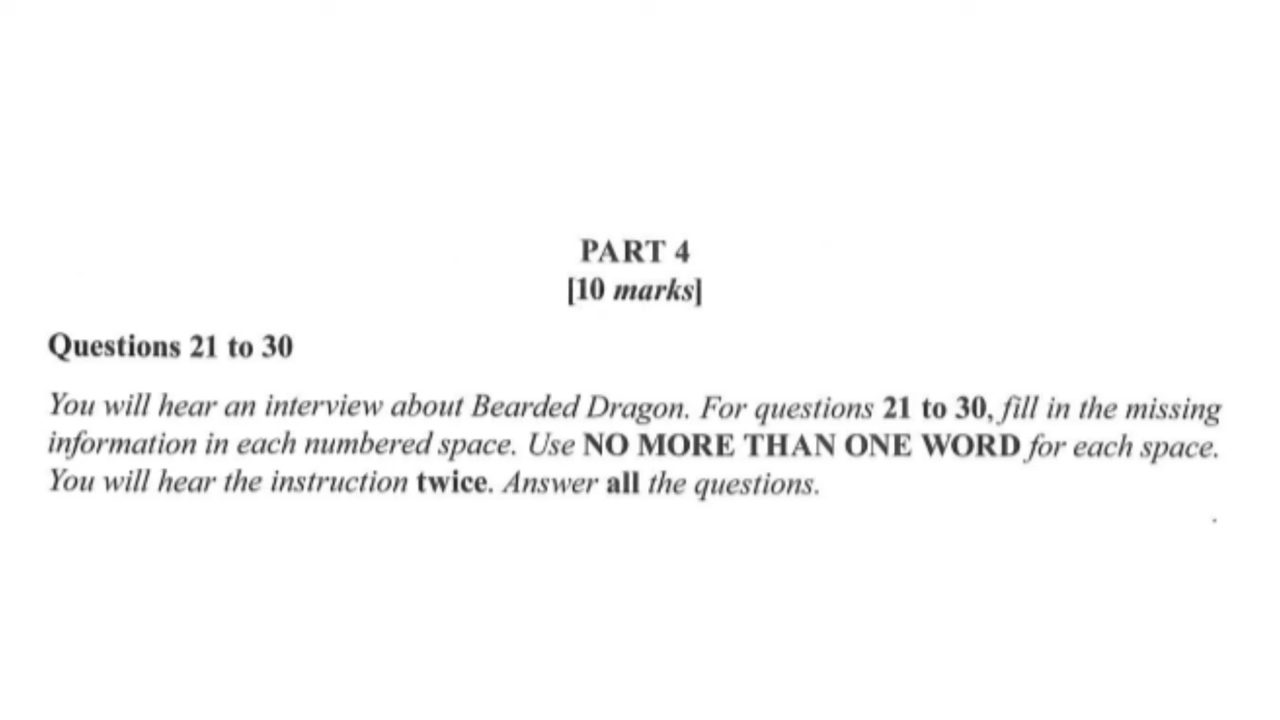 PART 4
[10 marks]
Questions 21 to 30
You will hear an interview about Bearded Dragon. For questions 21 to 30, fill in the missing
information in each numbered space. Use NO MORE THAN ONE WORD for each space.
You will hear the instruction twice. Answer all the questions.